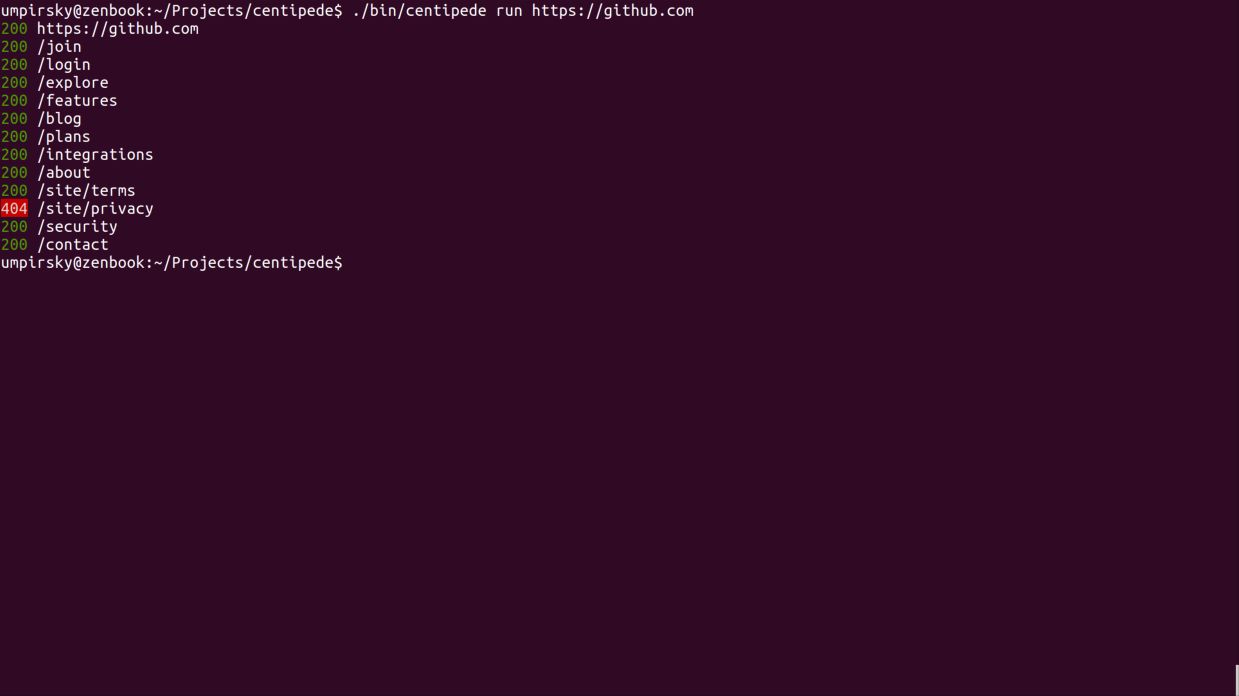 umpirsky@zenbook:~/Projects/centipede$ ./bin/centipede run https://github.com
200 https://github.com
200 /join
200 /login
200 /explore
200 /features
200 /blog
200 /plans
200 /integrations
200 /about
200 /site/terms
404 /site/privacy
200 /security
200 /contact
umpirsky@zenbook:~/Projects/centipede$